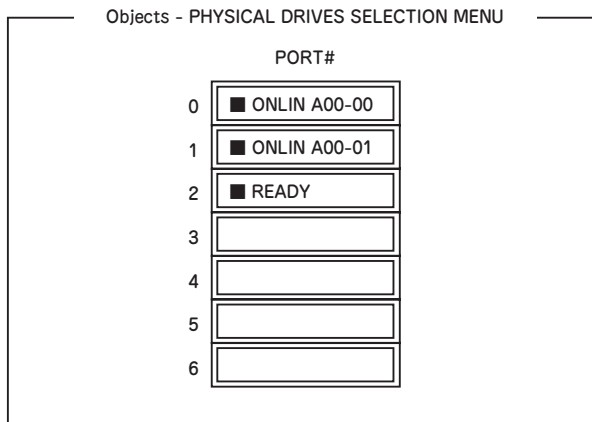 Objects - PHYSICAL DRIVES SELECTION MENU
PORT#
0 ■ ONLIN A00-00
1 ■ ONLIN A00-01
2 ■ READY
3
4
5
6